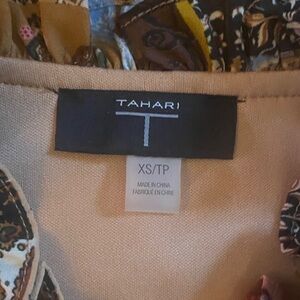 TAHARI
T
XS/TP
MADE IN CHINA
FABRIQUÉ EN CHINE